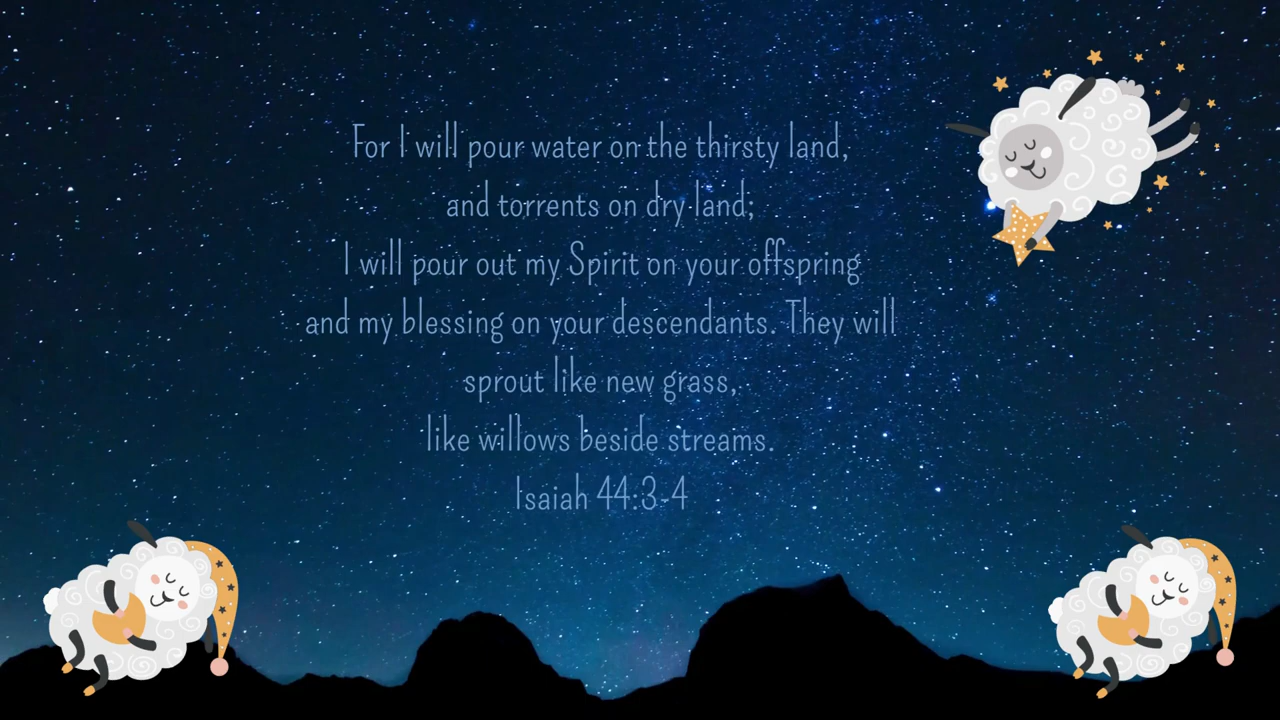 For I will pour water on the thirsty land,
and torrents on dry land;
I will pour out my Spirit on your offspring
and my blessing on your descendants. They will
sprout like new grass,
like willows beside streams.
Isaiah 44:3-4